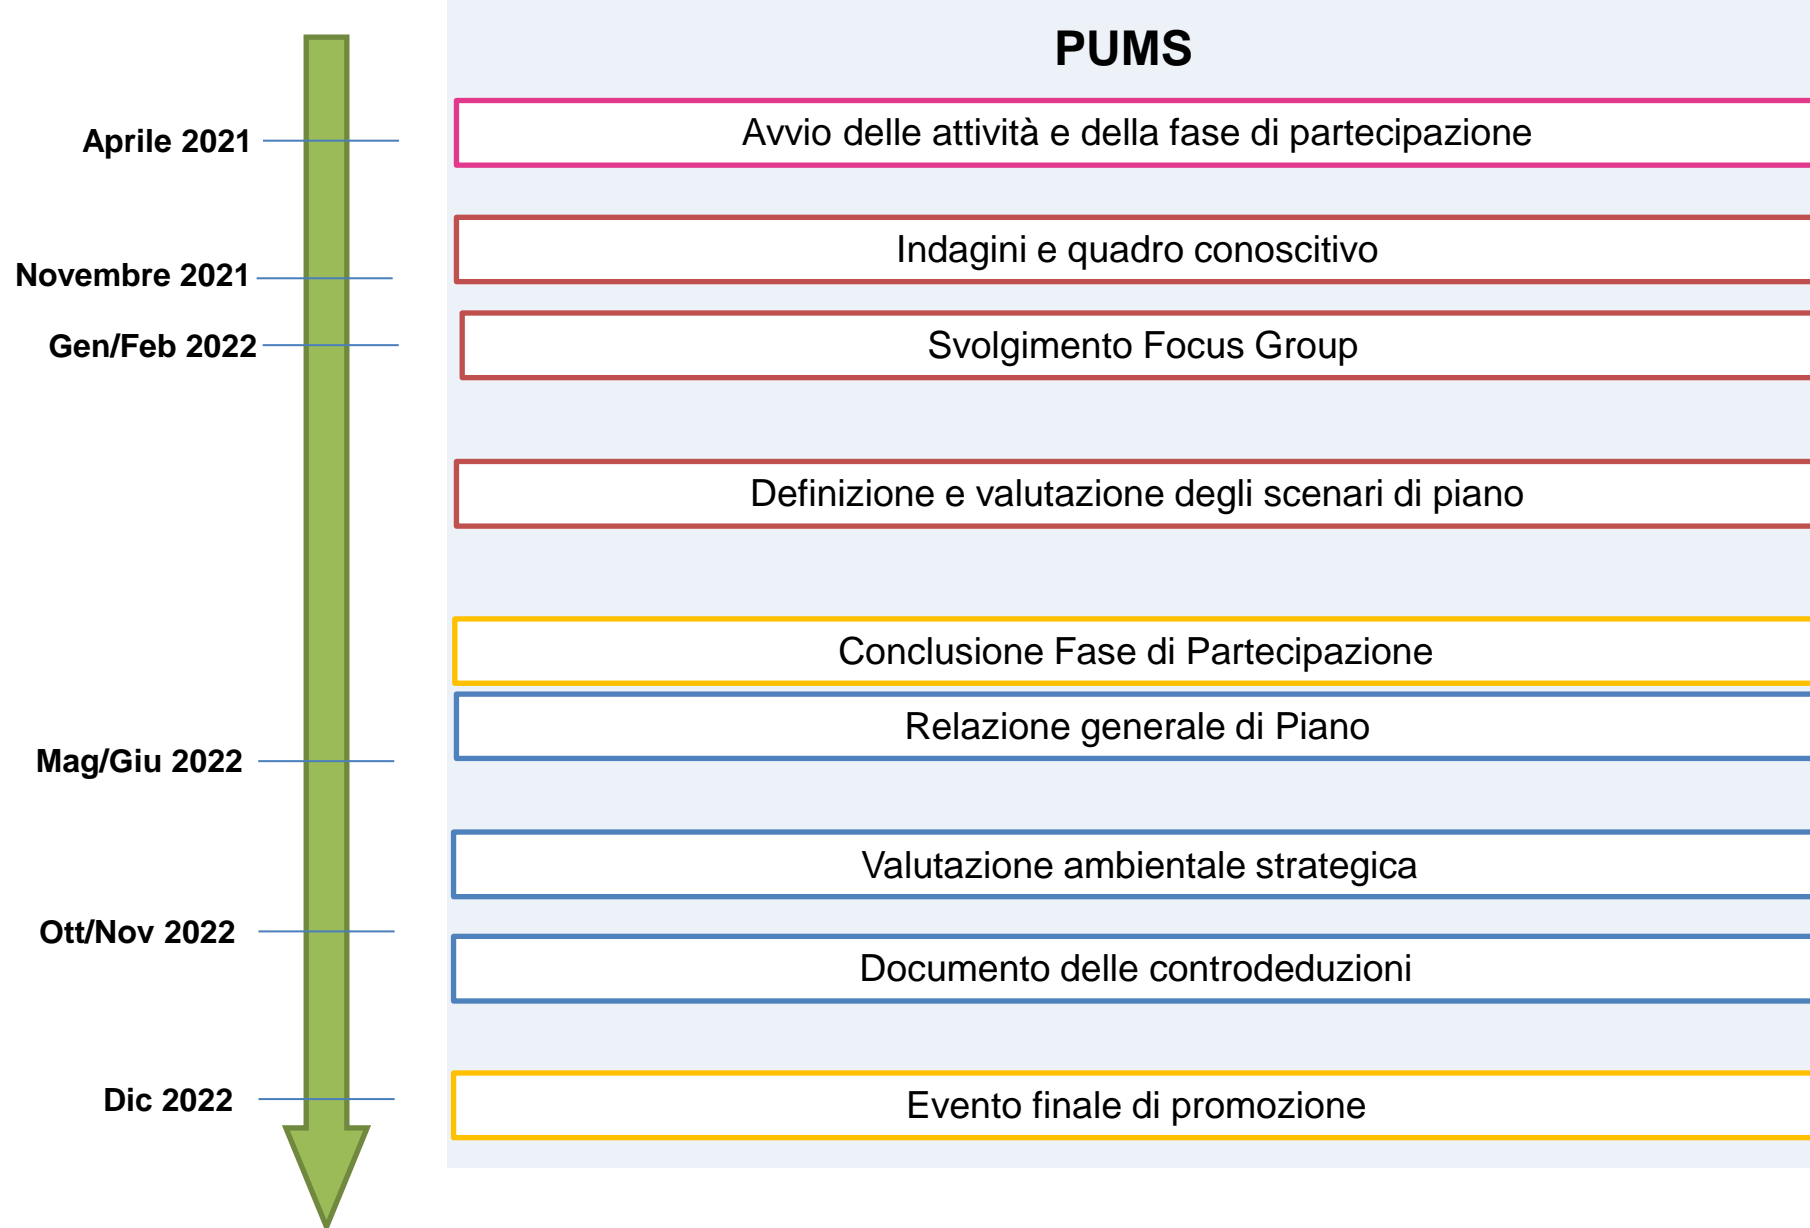 PUMS
Aprile 2021
Avvio delle attività e della fase di partecipazione
Indagini e quadro conoscitivo
Novembre 2021
Gen/Feb 2022
Svolgimento Focus Group
Definizione e valutazione degli scenari di piano
Conclusione Fase di Partecipazione
Relazione generale di Piano
Mag/Giu 2022
Valutazione ambientale strategica
Ott/Nov 2022
Documento delle controdeduzioni
Dic 2022
Evento finale di promozione